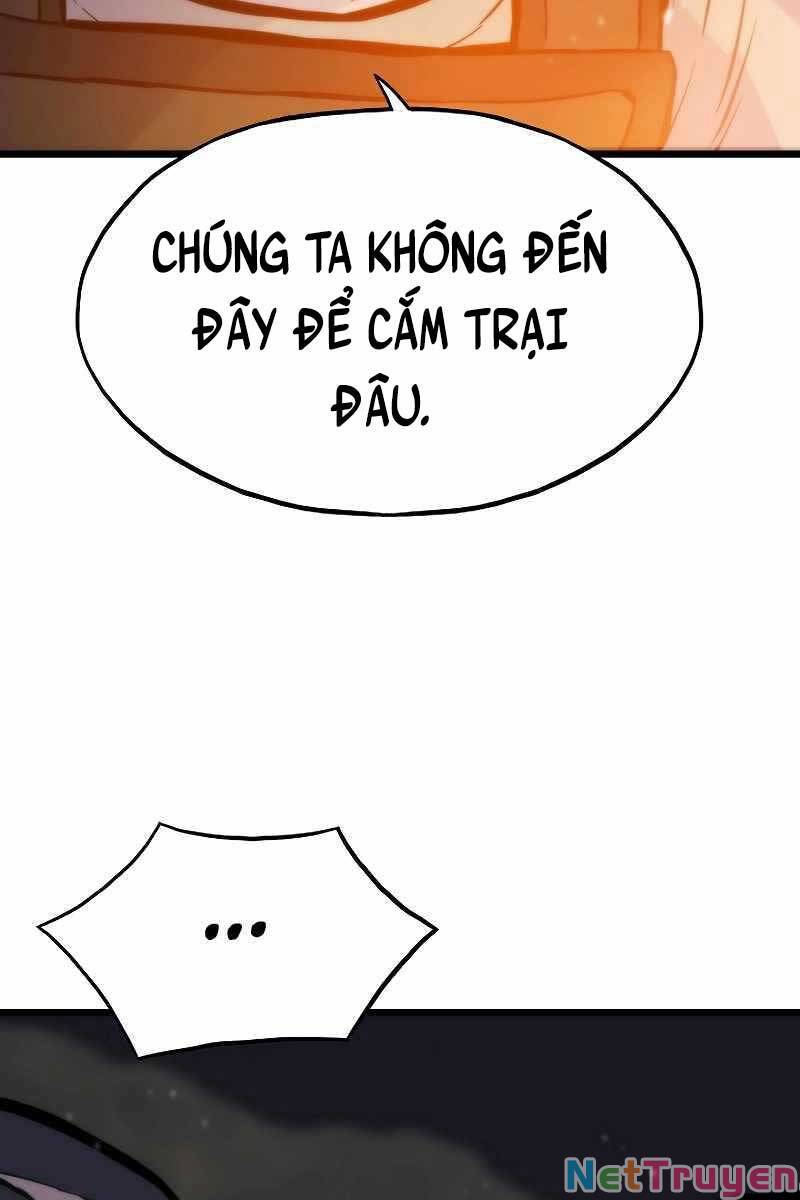 CHÚNG TA KHÔNG ĐẾN
ĐÂY ĐỂ CẮM TRẠI
ĐÂU.
...
NetTruyen